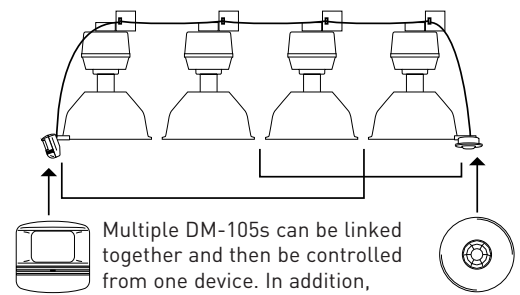 Multiple DM-105s can be linked
together and then be controlled
from one device. In addition,